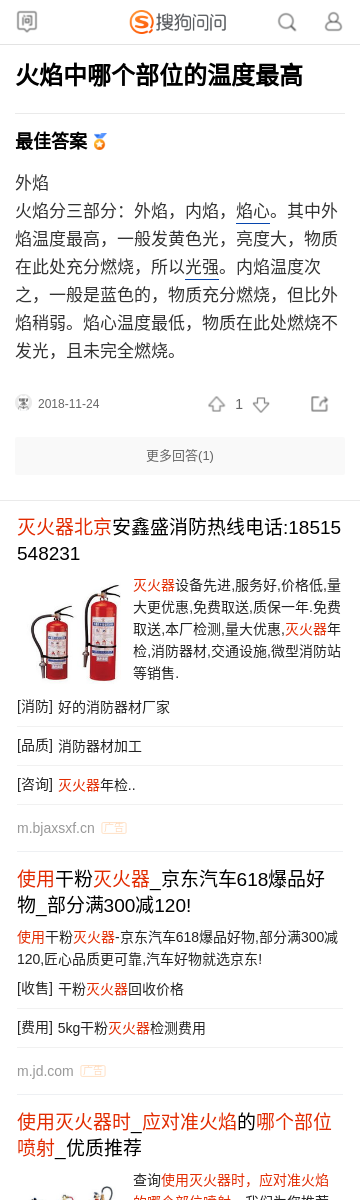 问
搜狗问问
火焰中哪个部位的温度最高
最佳答案
外焰
火焰分三部分：外焰，内焰，焰心。其中外
焰温度最高，一般发黄色光，亮度大，物质
在此处充分燃烧，所以光强。内焰温度次
之，一般是蓝色的，物质充分燃烧，但比外
焰稍弱。焰心温度最低，物质在此处燃烧不
发光，且未完全燃烧。
2018-11-24
1
更多回答(1)
灭火器北京安鑫盛消防热线电话:18515
548231
灭火器设备先进,服务好,价格低,量
大更优惠,免费取送,质保一年.免费
取送,本厂检测,量大优惠,灭火器年
检,消防器材,交通设施,微型消防站
等销售.
[消防] 好的消防器材厂家
[品质] 消防器材加工
[咨询] 灭火器年检..
m.bjaxsxf.cn 广告
使用干粉灭火器_京东汽车618爆品好
物_部分满300减120!
使用干粉灭火器-京东汽车618爆品好物,部分满300减
120,匠心品质更可靠,汽车好物就选京东!
[收售] 干粉灭火器回收价格
[费用] 5kg干粉灭火器检测费用
m.jd.com 广告
使用灭火器时_应对准火焰的哪个部位
喷射_优质推荐
查询使用灭火器时，应对准火焰